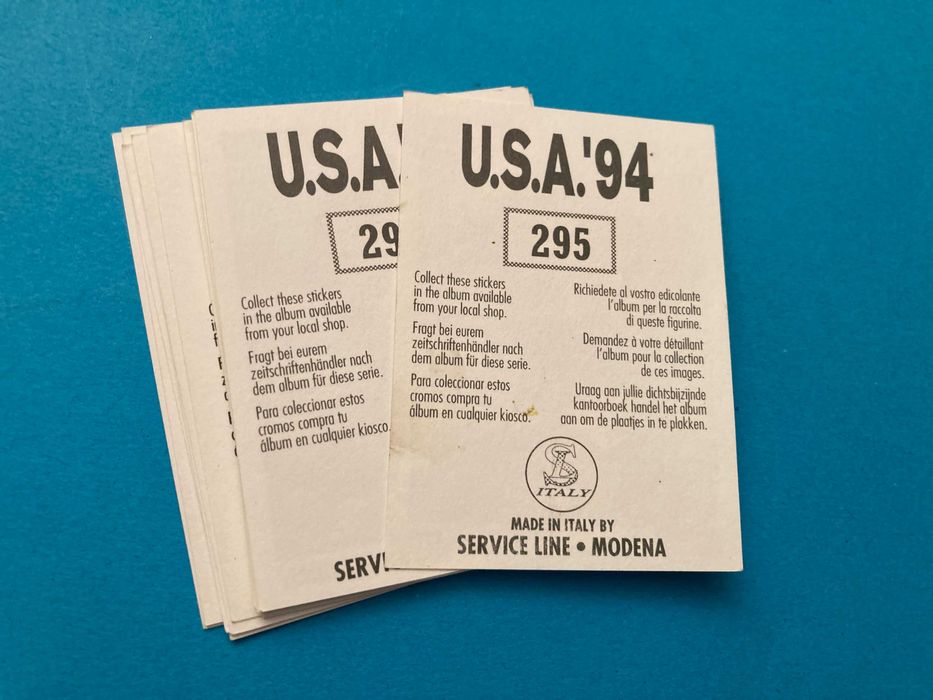 U.S.A.'94
295
Collect these stickers
in the album available
from your local shop.
Fragt bei eurem
zeitschriftenhändler nach
dem album für diese serie.
Para coleccionar estos
cromos compra tu
álbum en cualquier kiosco.
Richiedete al vostro edicolante
l'album per la raccolta
di queste figurine.
Demandez à votre détaillant
l'album pour la collection
de ces images.
Uraag aan jullie dichtsbijzijnde
kantoorboek handel het album
aan om de plaatjes in te plakken.
SL
ITALY
MADE IN ITALY BY
SERVICE LINE • MODENA
U.S.A.'
29
Collect these stickers
in the album available
from your local shop.
Fragt bei eurem
zeitschriftenhändler nach
dem album für diese serie.
Para coleccionar estos
cromos compra tu
álbum en cualquier kiosco.
SERVI